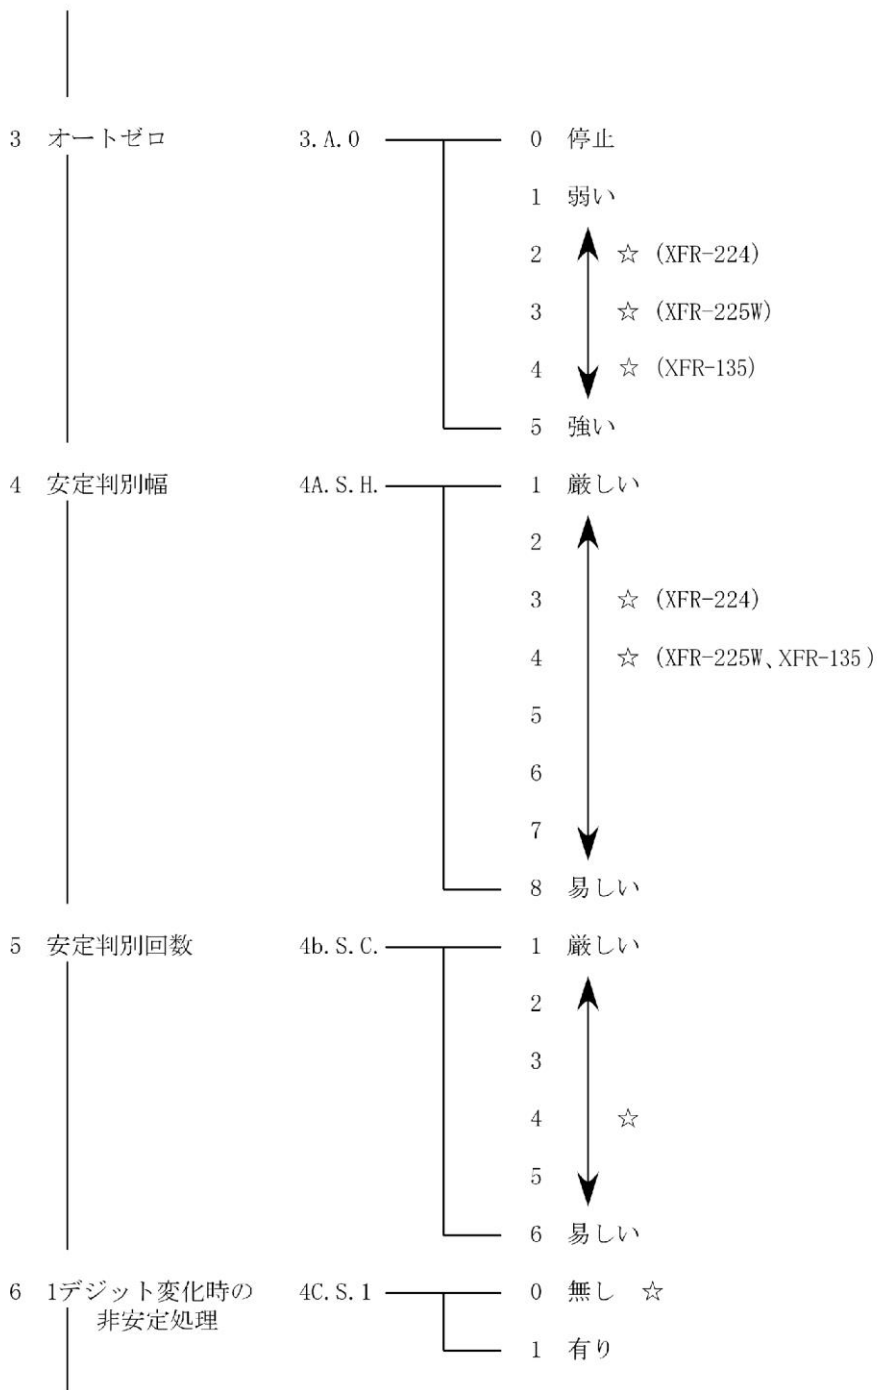 3 オートゼロ 3.A.0 0 停止
1 弱い
2 ☆ (XFR-224)
3 ☆ (XFR-225W)
4 ☆ (XFR-135)
5 強い
4 安定判別幅 4A.S.H. 1 厳しい
2
3 ☆ (XFR-224)
4 ☆ (XFR-225W、XFR-135)
5
6
7
8 易しい
5 安定判別回数 4b.S.C. 1 厳しい
2
3
4 ☆
5
6 易しい
6 1デジット変化時の 4C.S.1 0 無し ☆
非安定処理
1 有り